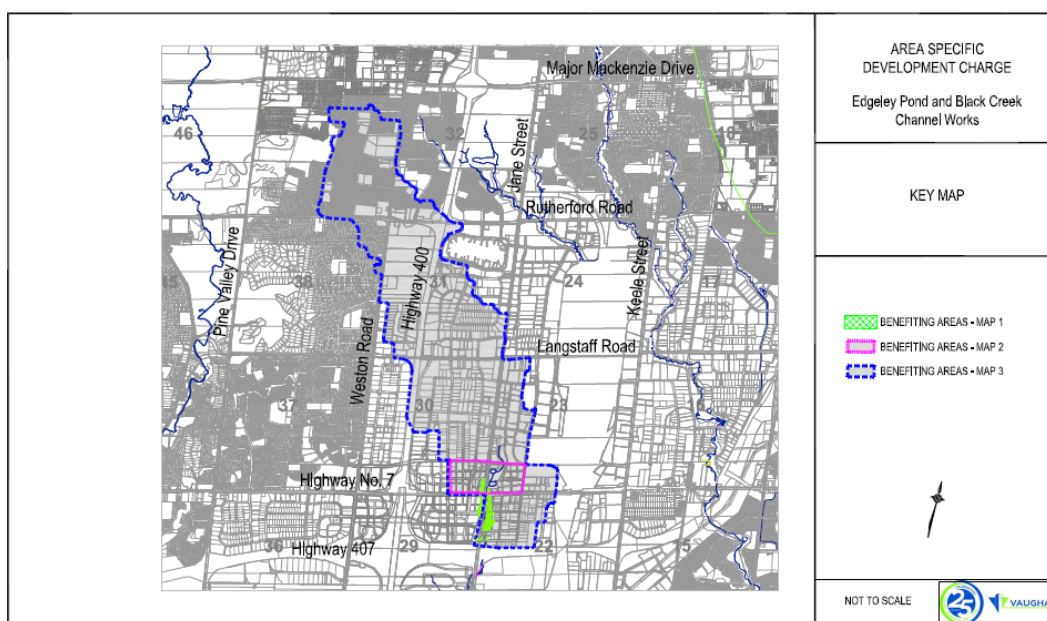 Major Mackenzie Drive
46
32
25
18
Jane Street
Rutherford Road
Pine Valley Drive
Highway 400
Keele Street
45
38
31
24
17
Weston Road
Langstaff Road
37
30
23
Highway No. 7
36
Highway 407
29
22
15
AREA SPECIFIC
DEVELOPMENT CHARGE
Edgeley Pond and Black Creek
Channel Works
KEY MAP
BENEFITING AREAS - MAP 1
BENEFITING AREAS - MAP 2
BENEFITING AREAS - MAP 3
NOT TO SCALE
25
VAUGHA